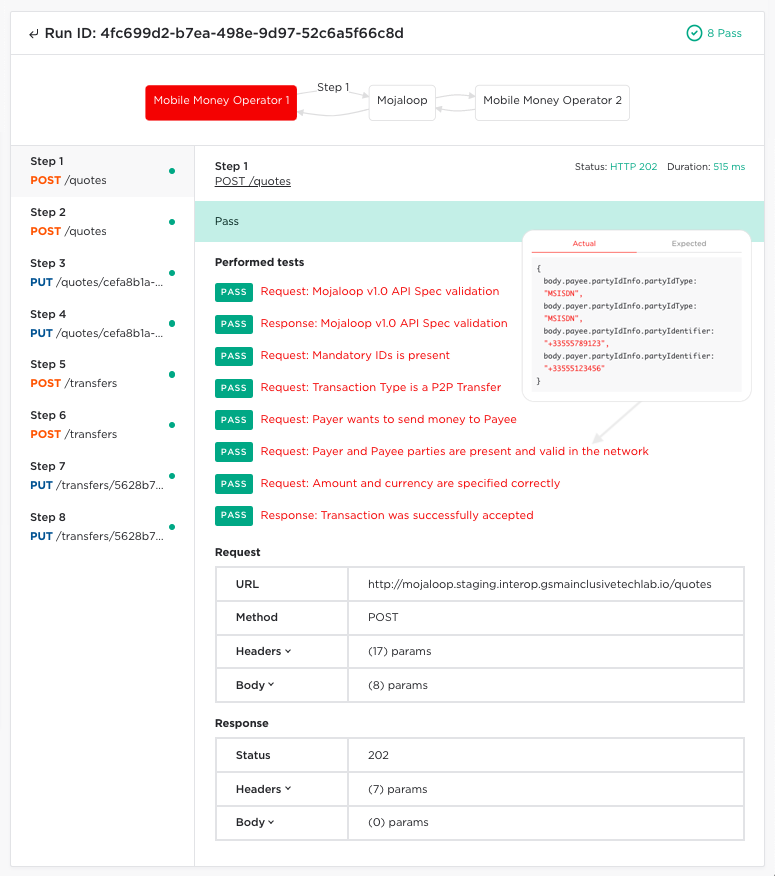 Run ID: 4fc699d2-b7ea-498e-9d97-52c6a5f66c8d
8 Pass
Mobile Money Operator 1
Step 1
Mojaloop
Mobile Money Operator 2
Step 1
POST /quotes
Step 2
POST /quotes
Step 3
PUT /quotes/cefa8b1a-...
Step 4
PUT /quotes/cefa8b1a-...
Step 5
POST /transfers
Step 6
POST /transfers
Step 7
PUT /transfers/5628b7...
Step 8
PUT /transfers/5628b7...
Step 1
POST /quotes
Status: HTTP 202 Duration: 515 ms
Pass
Performed tests
PASS Request: Mojaloop v1.0 API Spec validation
PASS Response: Mojaloop v1.0 API Spec validation
PASS Request: Mandatory IDs is present
PASS Request: Transaction Type is a P2P Transfer
PASS Request: Payer wants to send money to Payee
PASS Request: Payer and Payee parties are present and valid in the network
PASS Request: Amount and currency are specified correctly
PASS Response: Transaction was successfully accepted
Actual Expected
{
body.payee.partyIdInfo.partyIdType:
"MSISDN",
body.payer.partyIdInfo.partyIdType:
"MSISDN",
body.payee.partyIdInfo.partyIdentifier:
"+33555789123",
body.payer.partyIdInfo.partyIdentifier:
"+33555123456"
}
Request
URL http://mojaloop.staging.interop.gsmainclusivetechlab.io/quotes
Method POST
Headers (17) params
Body (8) params
Response
Status 202
Headers (7) params
Body (0) params